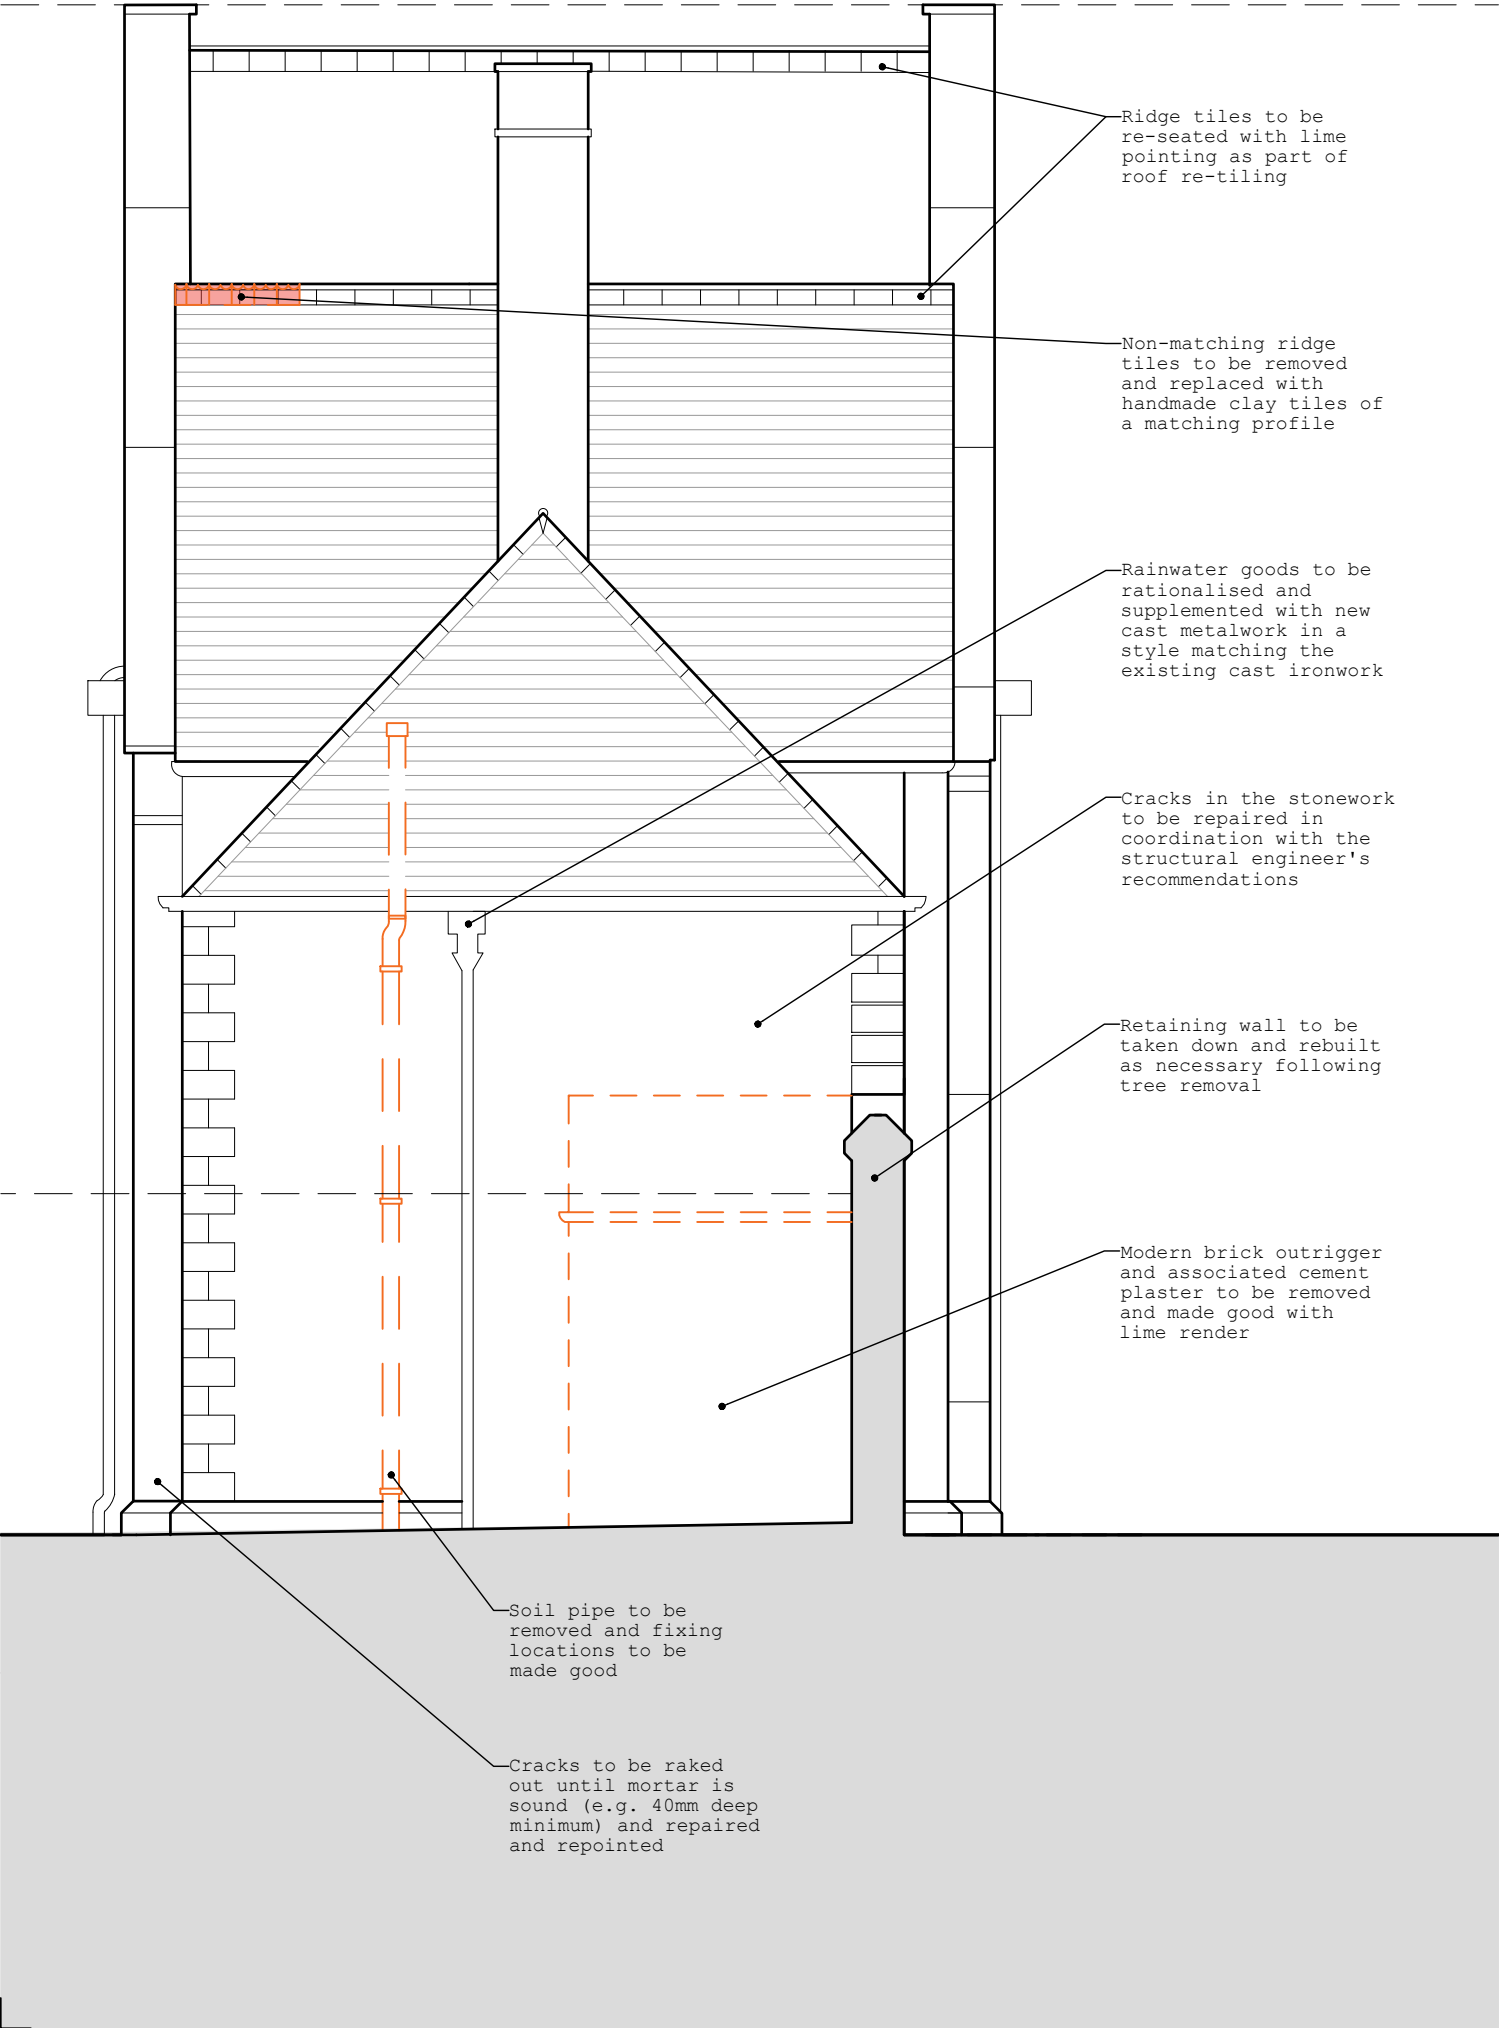 Ridge tiles to be
re-seated with lime
pointing as part of
roof re-tiling
Non-matching ridge
tiles to be removed
and replaced with
handmade clay tiles of
a matching profile
Rainwater goods to be
rationalised and
supplemented with new
cast metalwork in a
style matching the
existing cast ironwork
Cracks in the stonework
to be repaired in
coordination with the
structural engineer's
recommendations
Retaining wall to be
taken down and rebuilt
as necessary following
tree removal
Modern brick outrigger
and associated cement
plaster to be removed
and made good with
lime render
Soil pipe to be
removed and fixing
locations to be
made good
Cracks to be raked
out until mortar is
sound (e.g. 40mm deep
minimum) and repaired
and repointed